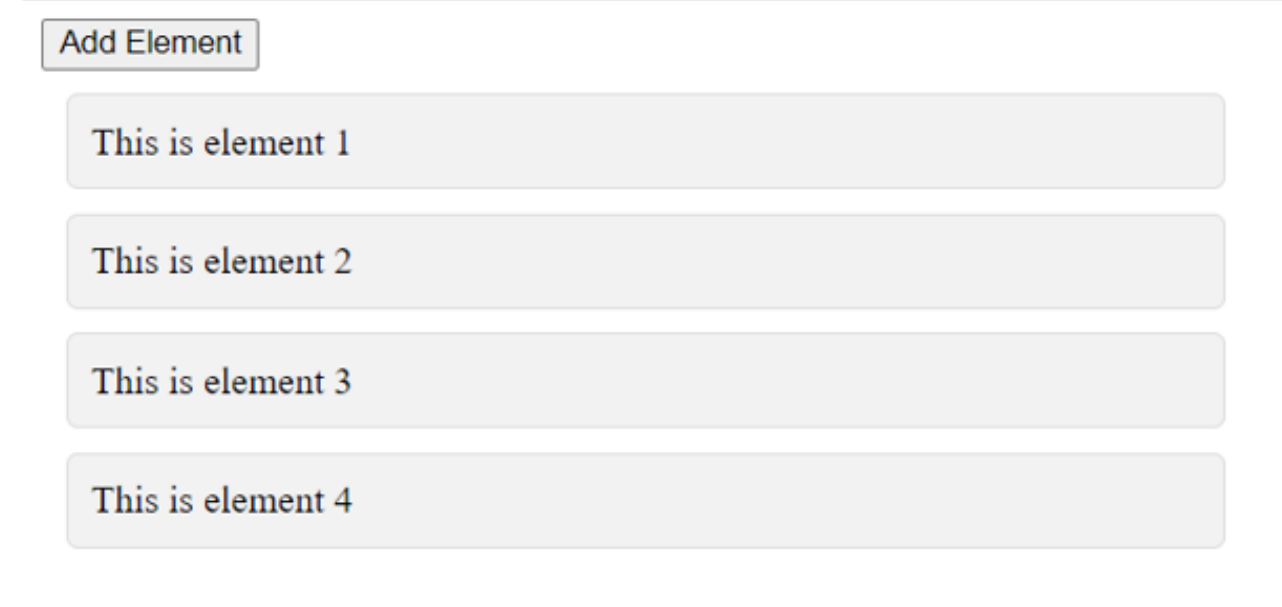 Add Element
This is element 1
This is element 2
This is element 3
This is element 4